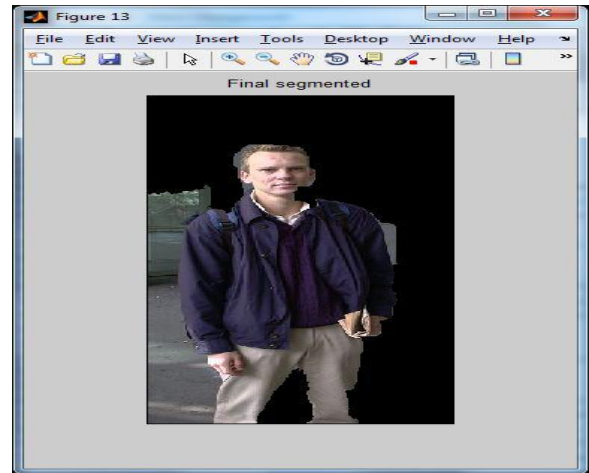 Figure 13
File Edit View Insert Tools Desktop Window Help
Final segmented